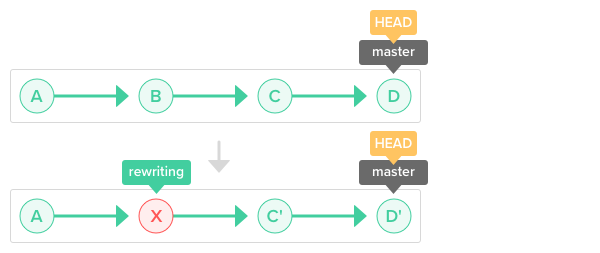 HEAD
master
A B C D
HEAD
rewriting master
A X C' D'